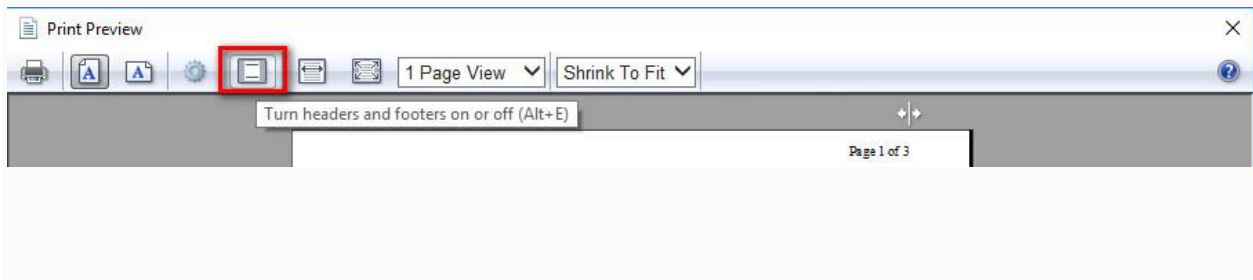 Print Preview
A A 1 Page View Shrink To Fit ?
Turn headers and footers on or off (Alt+E)
Page 1 of 3